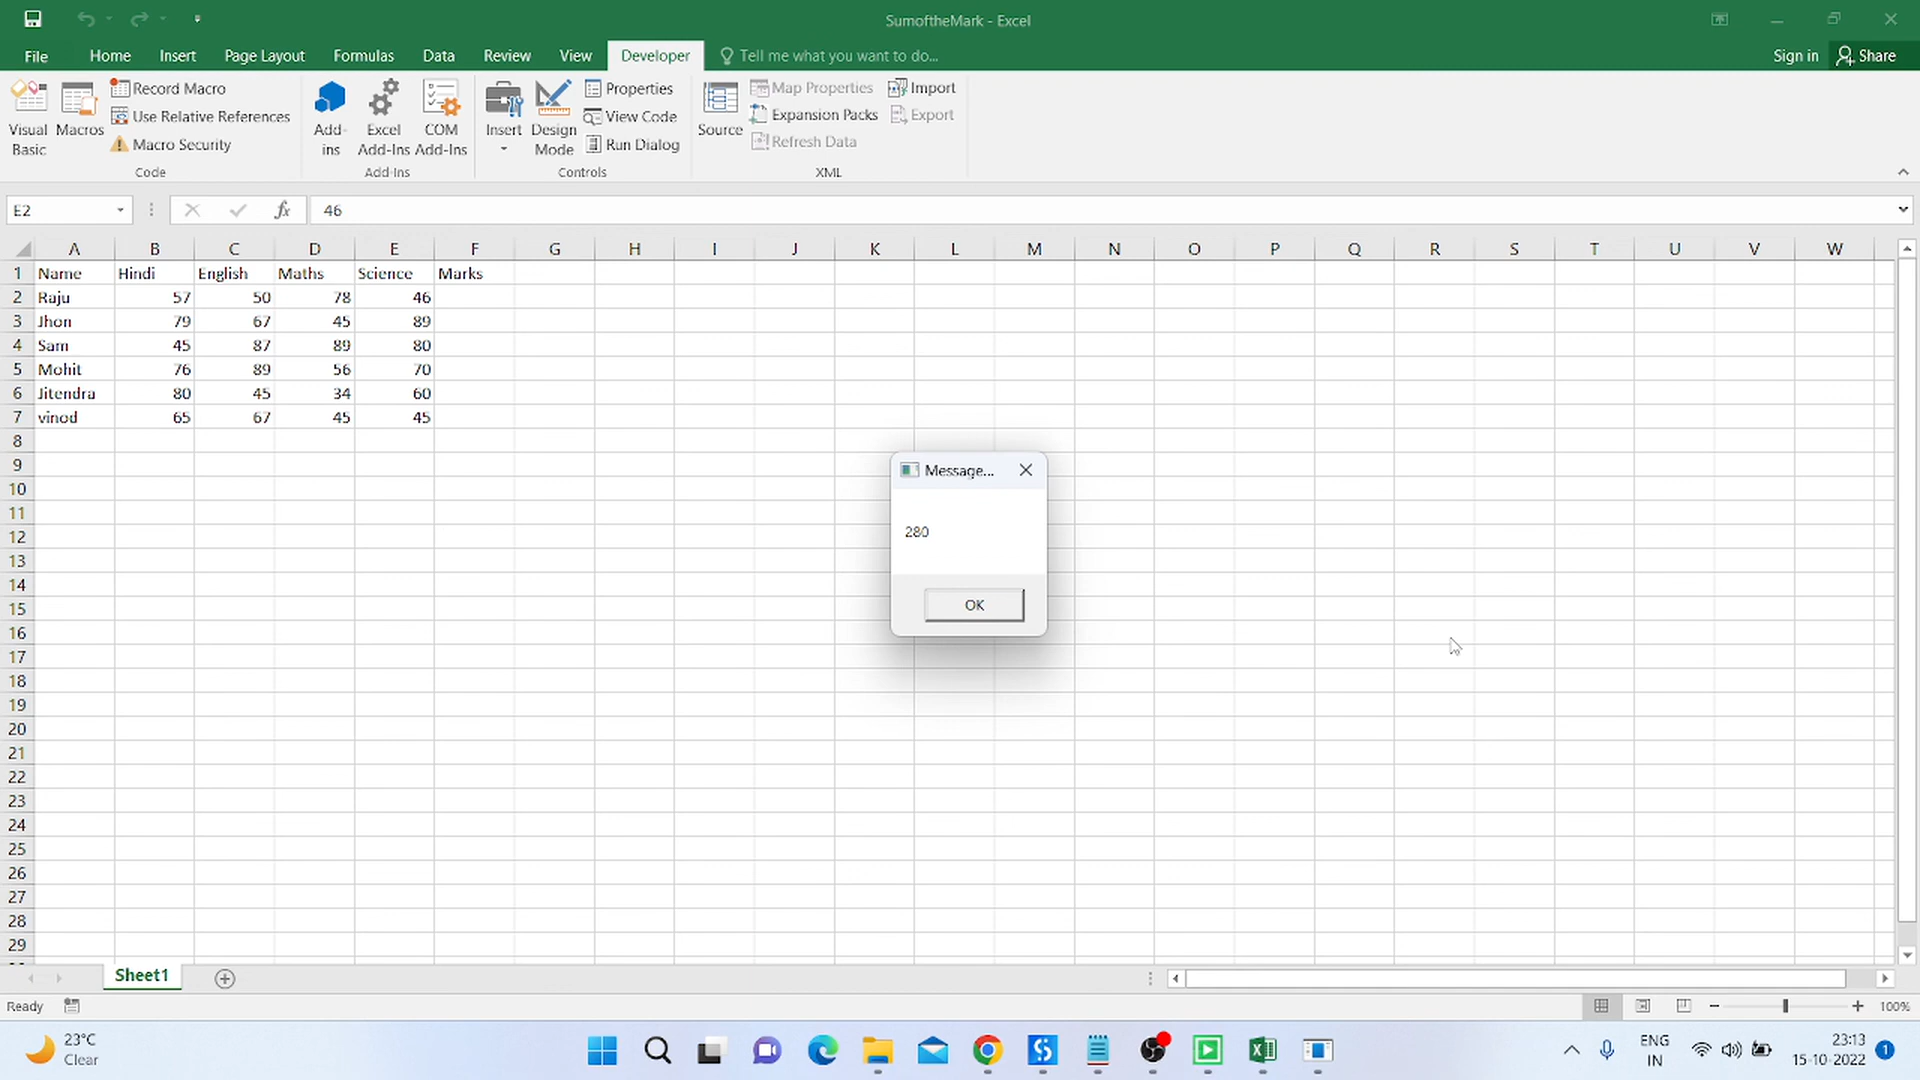 SumoftheMark - Excel
File Home Insert Page Layout Formulas Data Review View Developer Tell me what you want to do... Sign in Share
Visual Basic
Macros
Record Macro
Use Relative References
Macro Security
Code
Add-ins
Excel Add-Ins
COM Add-Ins
Add-Ins
Insert
Design Mode
Properties
View Code
Run Dialog
Controls
Source
Map Properties
Expansion Packs
Refresh Data
Import
Export
XML
E2 fx 46
A B C D E F G H I J K L M N O P Q R S T U V W
1 Name Hindi English Maths Science Marks
2 Raju 57 50 78 46
3 Jhon 79 67 45 89
4 Sam 45 87 89 80
5 Mohit 76 89 56 70
6 Jitendra 80 45 34 60
7 vinod 65 67 45 45
8
9
10
11
12
13
14
15
16
17
18
19
20
21
22
23
24
25
26
27
28
29
Message...
280
OK
Sheet1
Ready 100%
23°C
Clear
ENG
IN
23:13
15-10-2022
1